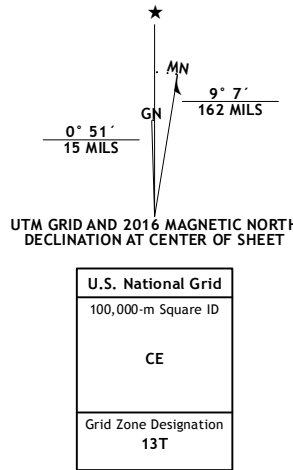 ★
MN
GN
9° 7´
162 MILS
0° 51´
15 MILS
UTM GRID AND 2016 MAGNETIC NORTH
DECLINATION AT CENTER OF SHEET
U.S. National Grid
100,000-m Square ID
CE
Grid Zone Designation
13T